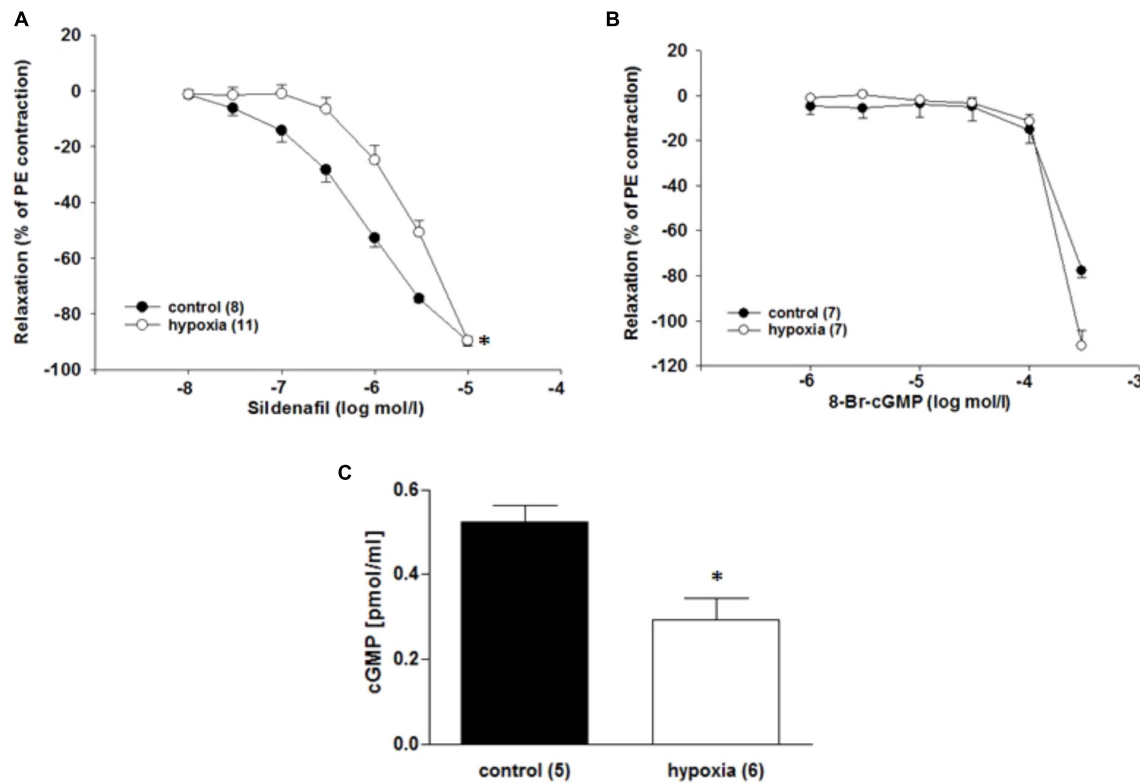 A
Relaxation (% of PE contraction)
20
0
-20
-40
-60
-80
-100
control (8)
hypoxia (11)
*
-8 -7 -6 -5 -4
Sildenafil (log mol/l)
B
Relaxation (% of PE contraction)
20
0
-20
-40
-60
-80
-100
-120
control (7)
hypoxia (7)
-6 -5 -4 -3
8-Br-cGMP (log mol/l)
C
cGMP [pmol/ml]
0.6
0.4
0.2
0.0
*
control (5) hypoxia (6)